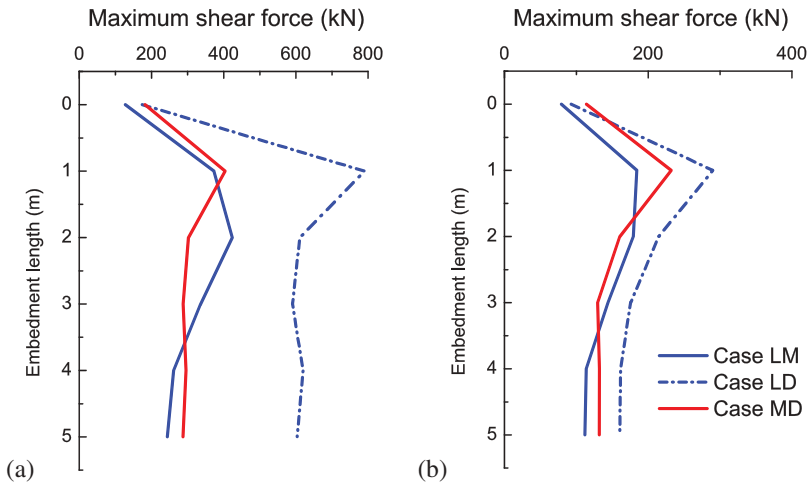 Maximum shear force (kN)
0 200 400 600 800
0
1
2
3
4
5
Embedment length (m)
(a)
Maximum shear force (kN)
0 200 400
0
1
2
3
4
5
Embedment length (m)
Case LM
Case LD
Case MD
(b)